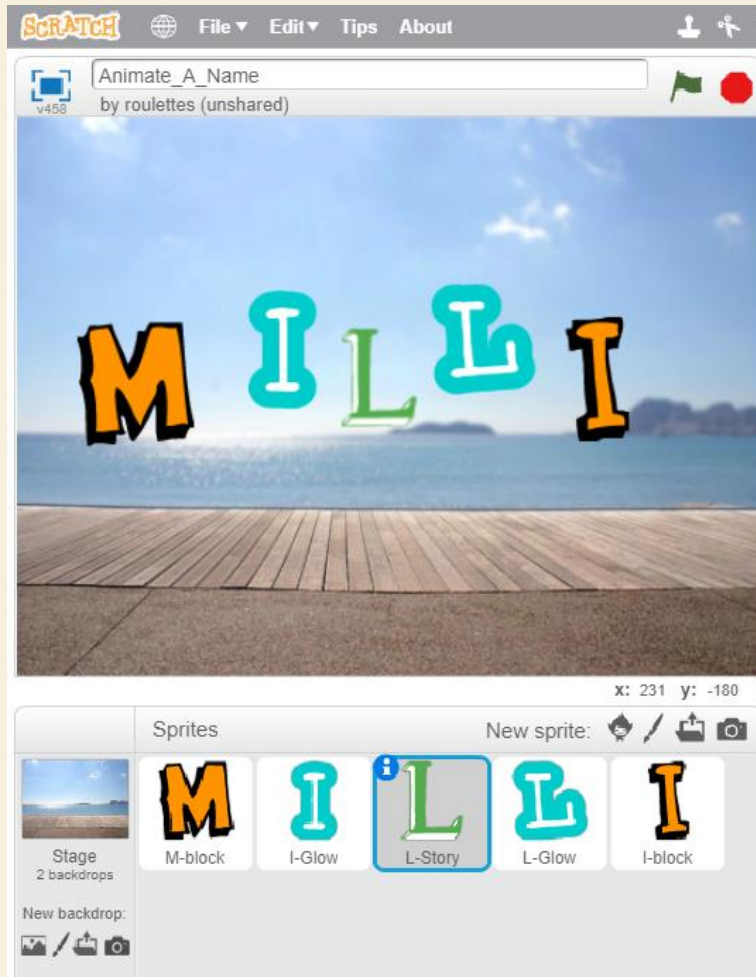 SCRATCH File Edit Tips About
Animate_A_Name
v458 by roulettes (unshared)
MILLI
x: 231 y: -180
Sprites New sprite:
M I L L I
Stage M-block I-Glow L-Story L-Glow I-block
2 backdrops
New backdrop: